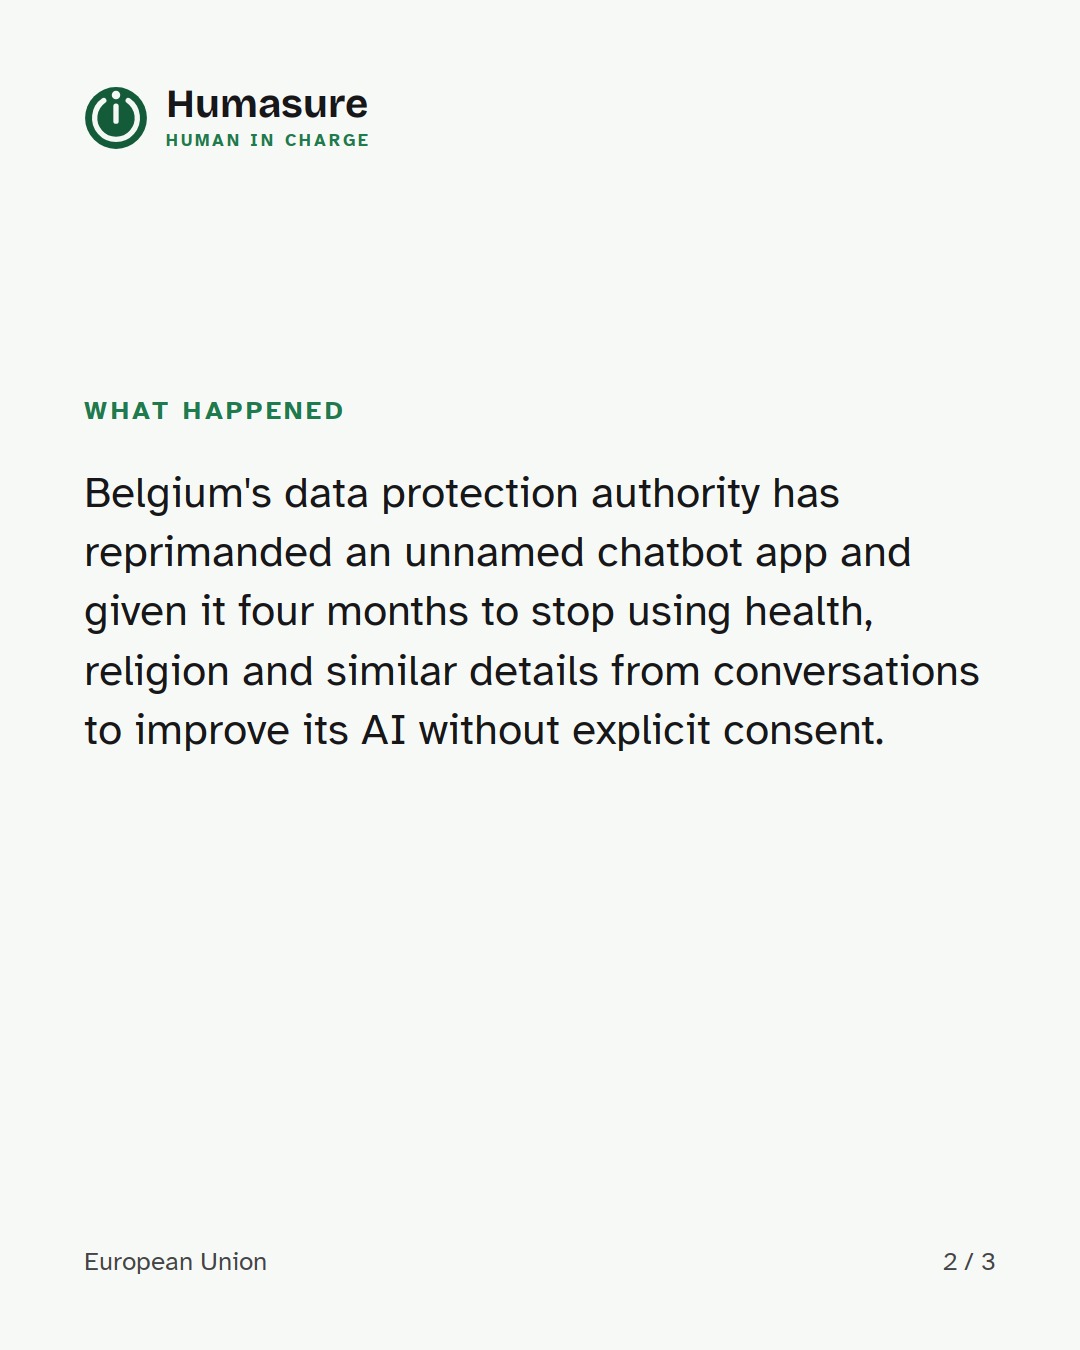 Humasure
HUMAN IN CHARGE
WHAT HAPPENED
Belgium's data protection authority has
reprimanded an unnamed chatbot app and
given it four months to stop using health,
religion and similar details from conversations
to improve its AI without explicit consent.
European Union
2 / 3